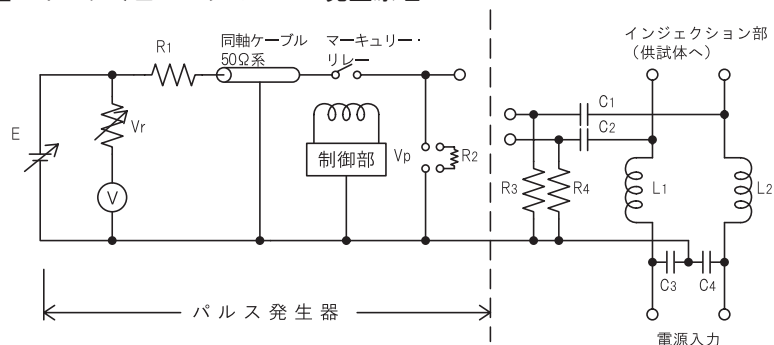 インジェクション部
(供試体へ)
同軸ケーブル
50Ω系
マーキュリー・
リレー
R1
C1
C2
E
Vr
V
制御部
Vp
R2
R3
R4
L1
L2
C3
C4
パルス発生器
電源入力